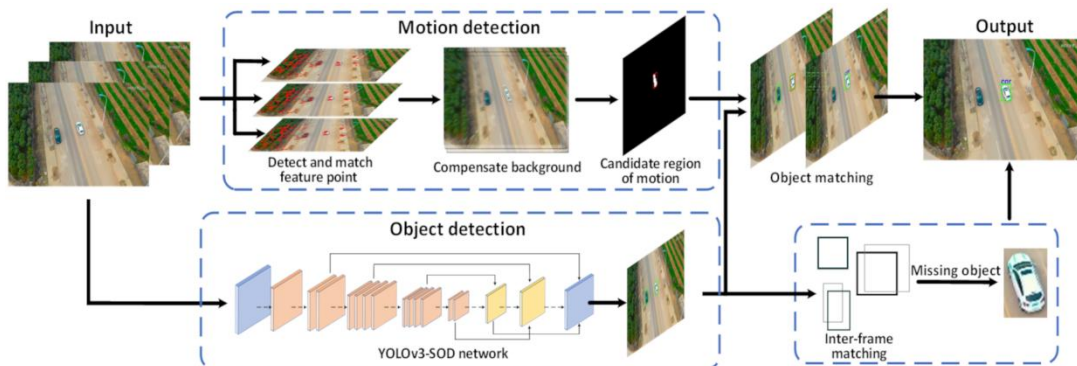 Input
Motion detection
Output
Detect and match
feature point
Compensate background
Candidate region
of motion
Object matching
Object detection
YOLOv3-SOD network
Missing object
Inter-frame
matching